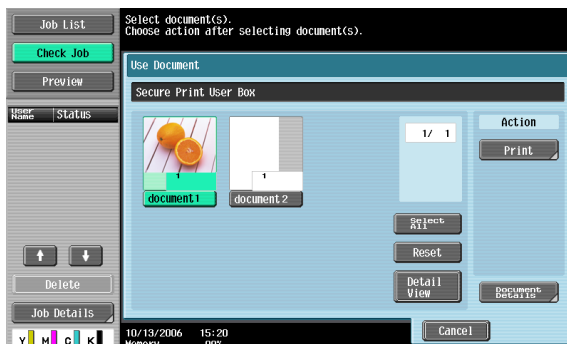 Job List
Check Job
Preview
User Name
Status
Delete
Job Details
Y M C K
Select document(s).
Choose action after selecting document(s).
Use Document
Secure Print User Box
1
document1
1
document2
1/ 1
Select All
Reset
Detail View
Action
Print
Document Details
10/13/2006 15:20
Memory
Cancel